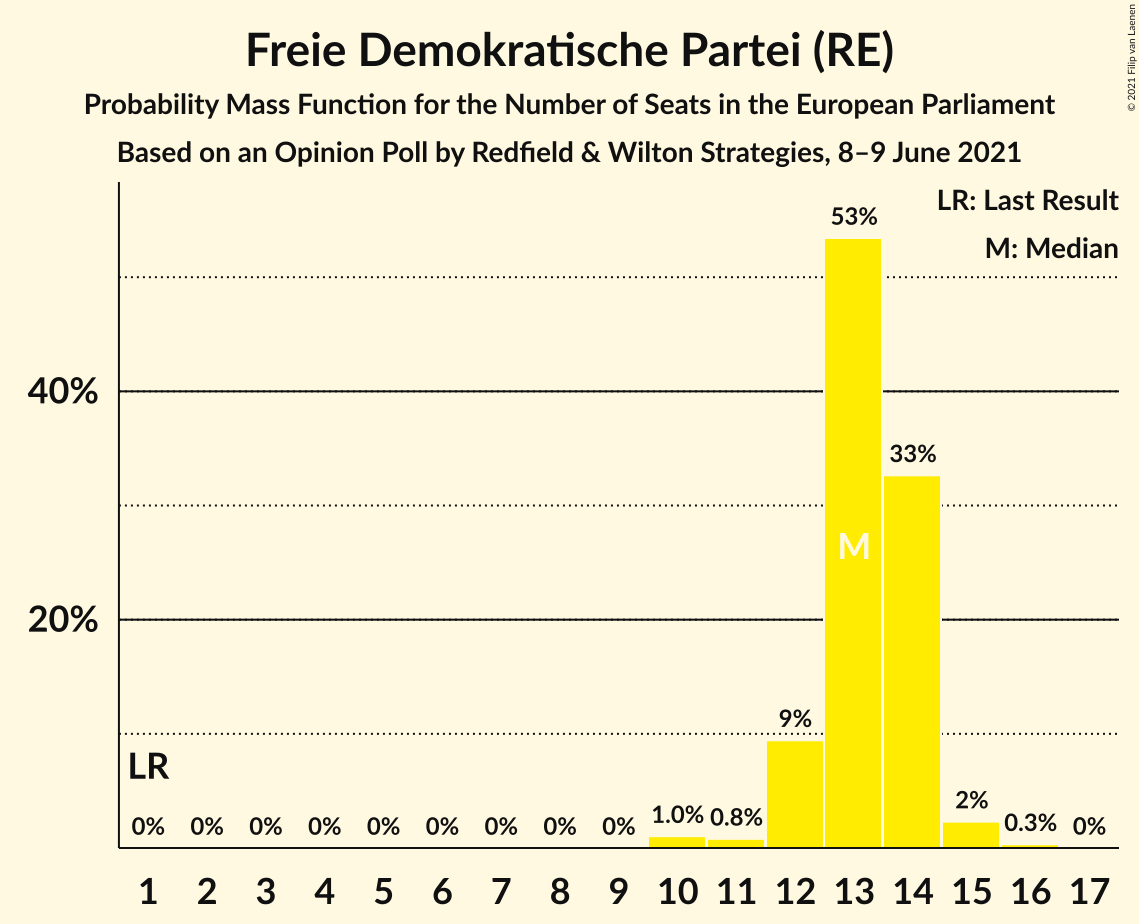 Freie Demokratische Partei (RE)
Probability Mass Function for the Number of Seats in the European Parliament
Based on an Opinion Poll by Redfield & Wilton Strategies, 8–9 June 2021
© 2021 Filip van Laenen
LR: Last Result
M: Median
53%
40%
33%
M
20%
9%
LR
0% 0% 0% 0% 0% 0% 0% 0% 0% 1.0% 0.8% 2% 0.3% 0%
1 2 3 4 5 6 7 8 9 10 11 12 13 14 15 16 17